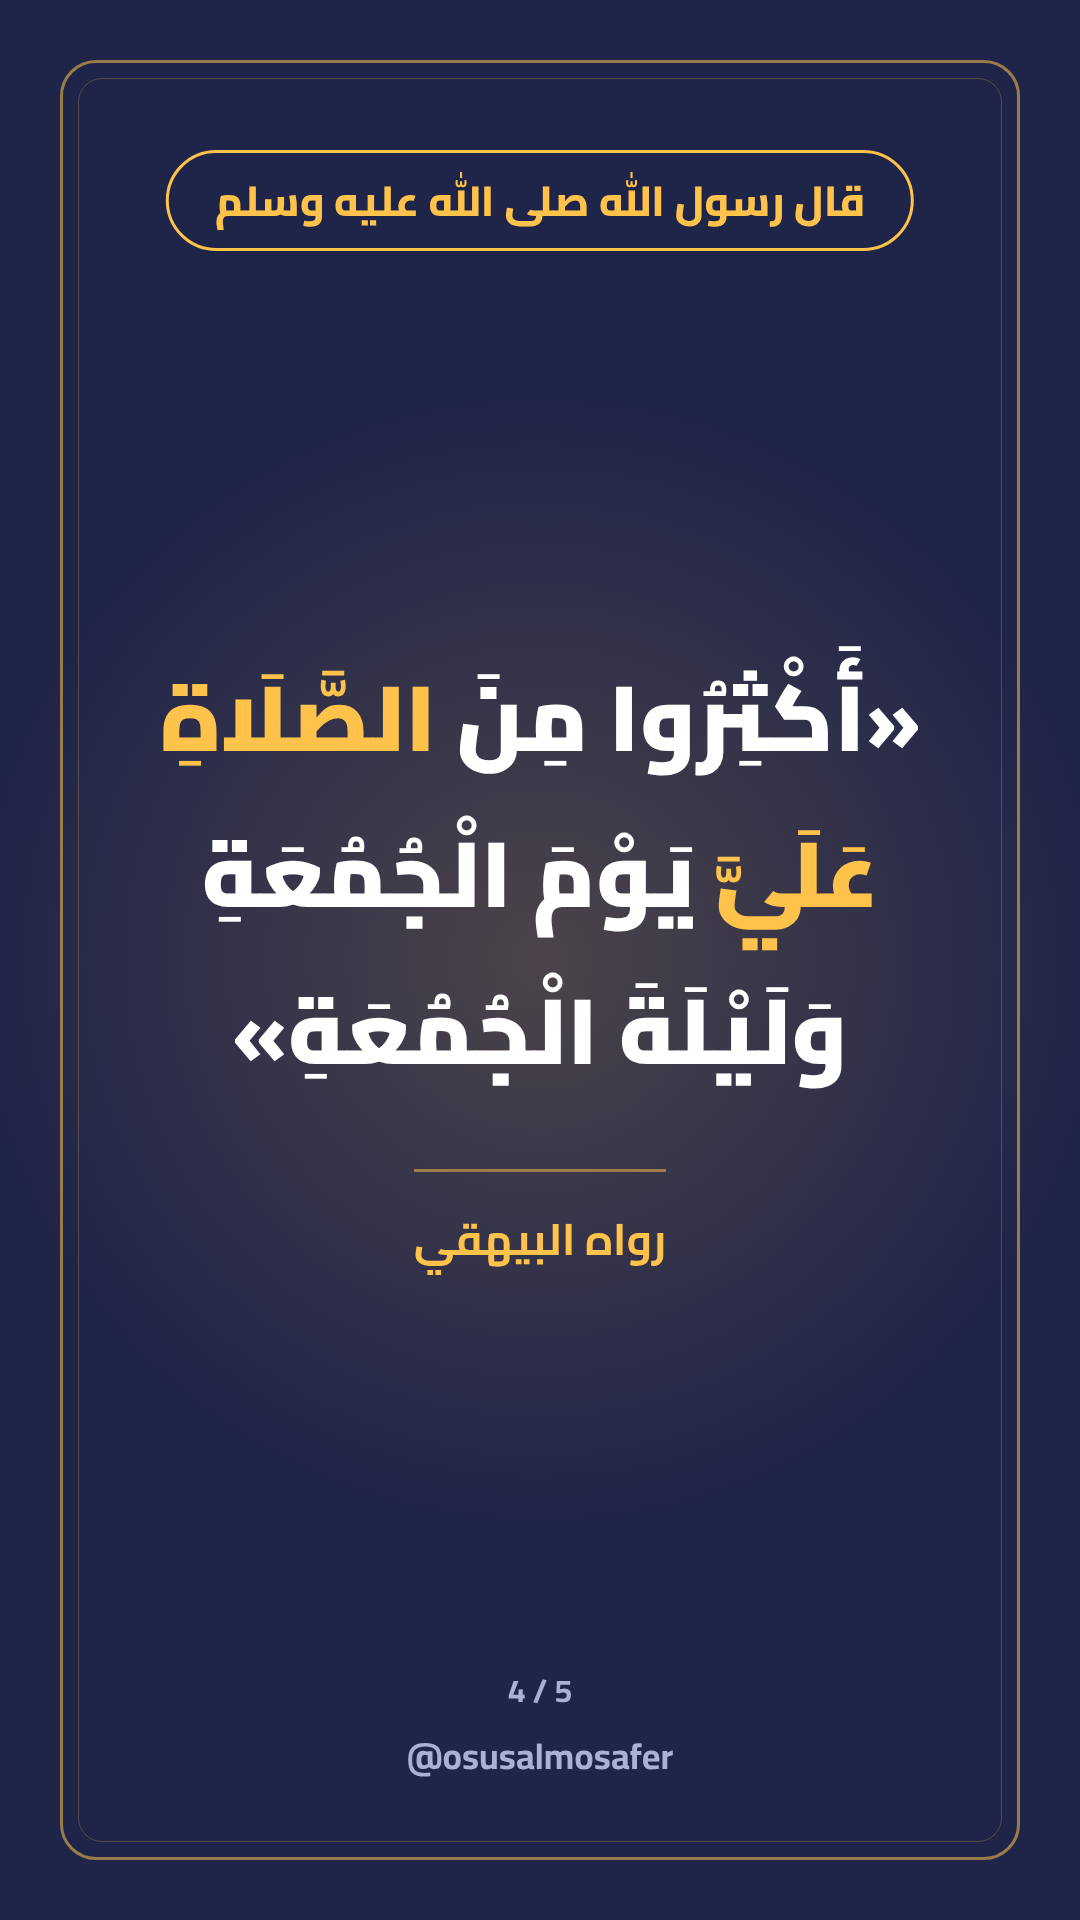 قال رسول الله صلى الله عليه وسلم
«أَكْثِرُوا مِنَ الصَّلَاةِ
عَلَيَّ يَوْمَ الْجُمُعَةِ
وَلَيْلَةَ الْجُمُعَةِ»
رواه البيهقي
4 / 5
@osusalmosafer